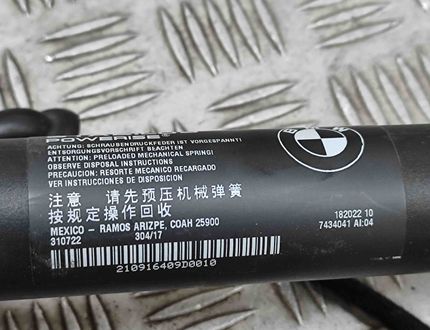 POWERISE®
ACHTUNG: SCHRAUBENDRUCKFEDER IST VORGESPANNT!
ENTSORGUNGSVORSCHRIFT BEACHTEN
ATTENTION: PRELOADED MECHANICAL SPRING!
OBSERVE DISPOSAL INSTRUCTIONS
PRECAUCION: RESORTE MECANICO RECARGADO
VER INSTRUCCIONES DE DISPOSICION
注意 请先预压机械弹簧
按规定操作回收
MEXICO - RAMOS ARIZPE, COAH 25900
310722 304/17
210916409D0010
BMW
182022 10
7434041 AI:04